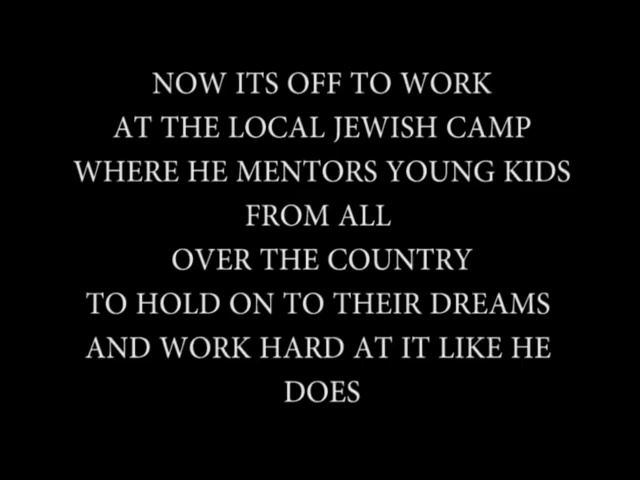 NOW ITS OFF TO WORK
AT THE LOCAL JEWISH CAMP
WHERE HE MENTORS YOUNG KIDS
FROM ALL
OVER THE COUNTRY
TO HOLD ON TO THEIR DREAMS
AND WORK HARD AT IT LIKE HE
DOES